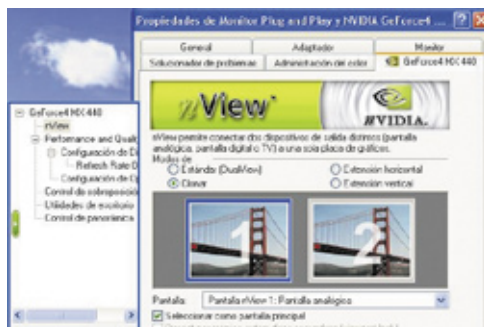 Propiedades de Monitor Plug and Play y NVIDIA GeForce4 ...
General Adaptador Monitor
Solucionador de problemas Administración del color GeForce4 MX 440
GeForce4 MX 440
nView
Performance and Quality
Configuración de
Refresh Rate
Configuración de
Control de sobreposición
Utilidades de escritorio
Control de panorámica
nView
NVIDIA.
nView permite conectar dos dispositivos de salida distintos (pantalla
analógica, pantalla digital o TV) a una sola placa de gráficos.
Modos de
Estándar (DualView) Extensión horizontal
Clonar Extensión vertical
1 2
Pantalla: Pantalla nView 1: Pantalla analógica
Seleccionar como pantalla principal